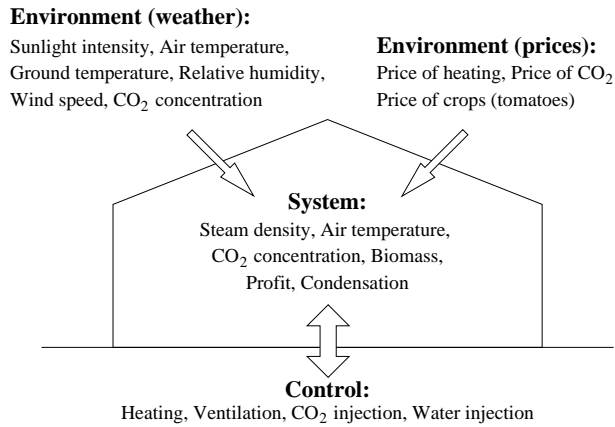 Environment (weather):
Sunlight intensity, Air temperature,
Ground temperature, Relative humidity,
Wind speed, CO2 concentration
Environment (prices):
Price of heating, Price of CO2
Price of crops (tomatoes)
System:
Steam density, Air temperature,
CO2 concentration, Biomass,
Profit, Condensation
Control:
Heating, Ventilation, CO2 injection, Water injection